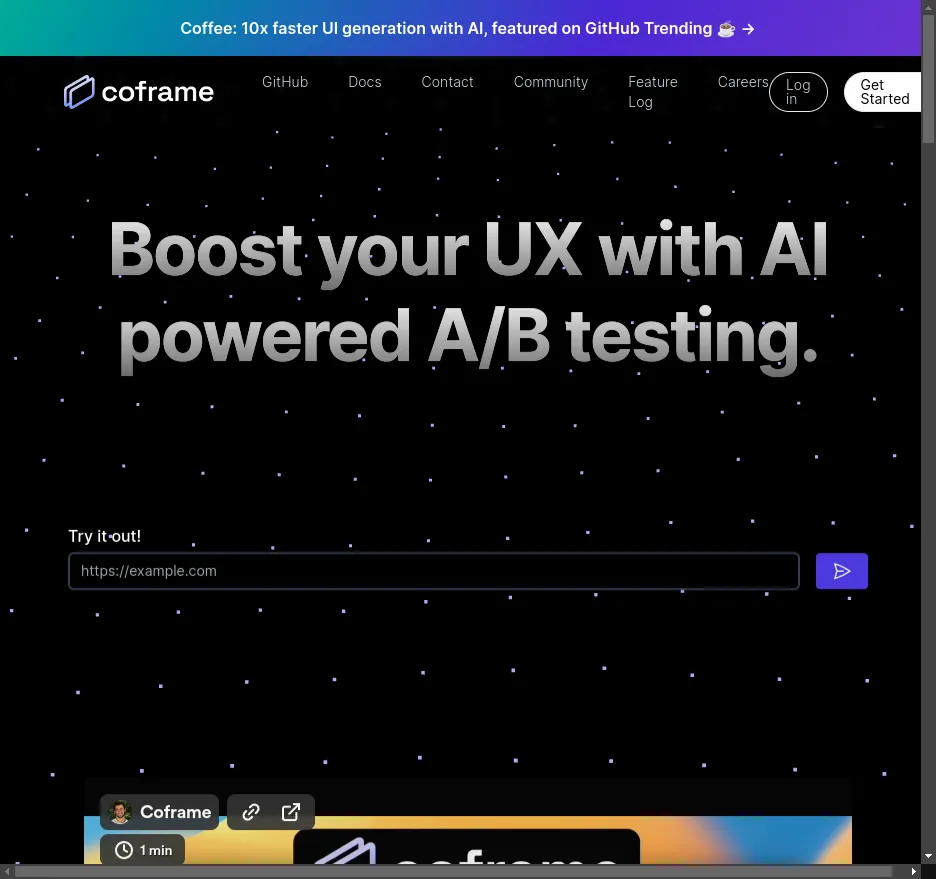 Coffee: 10x faster UI generation with AI, featured on GitHub Trending ☕ →
coframe
GitHub
Docs
Contact
Community
Feature
Log
Careers
Log
in
Get
Started
Boost your UX with AI
powered A/B testing.
Try it out!
https://example.com
Coframe
1 min
coframe